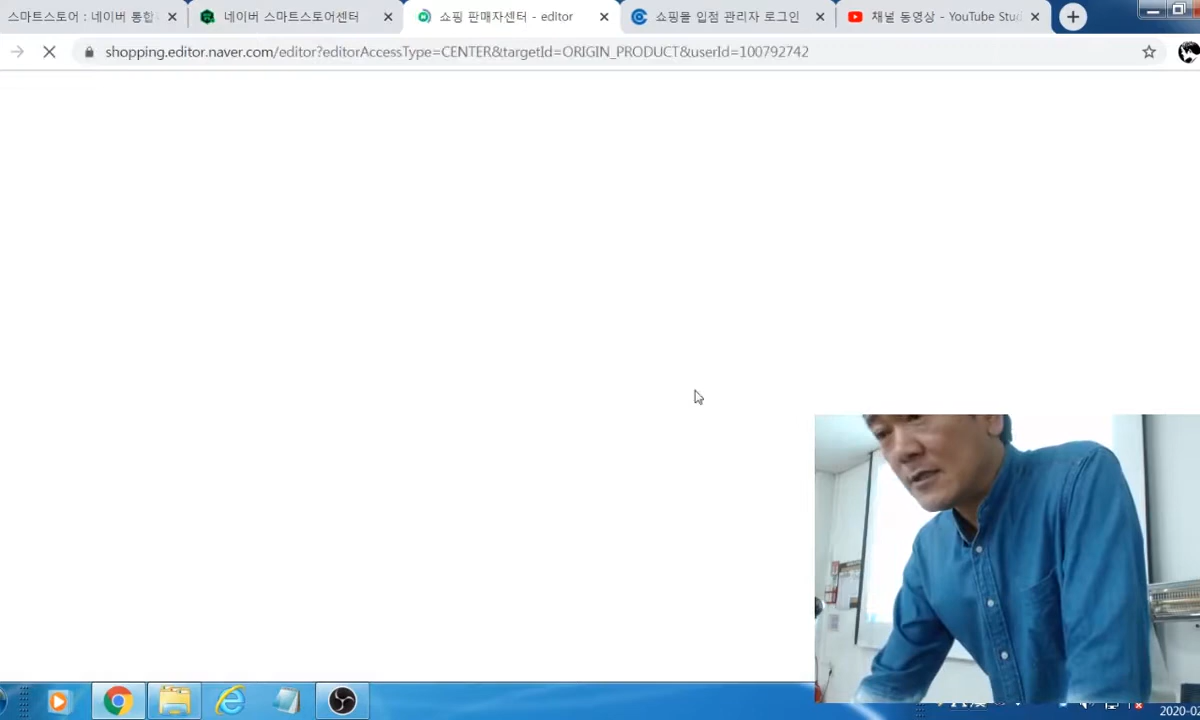 스마트스토어 : 네이버 통합
네이버 스마트스토어센터
쇼핑 판매자센터 - editor
쇼핑몰 입점 관리자 로그인
채널 동영상 - YouTube Stu
shopping.editor.naver.com/editor?editorAccessType=CENTER&targetId=ORIGIN_PRODUCT&userId=100792742
2020-02